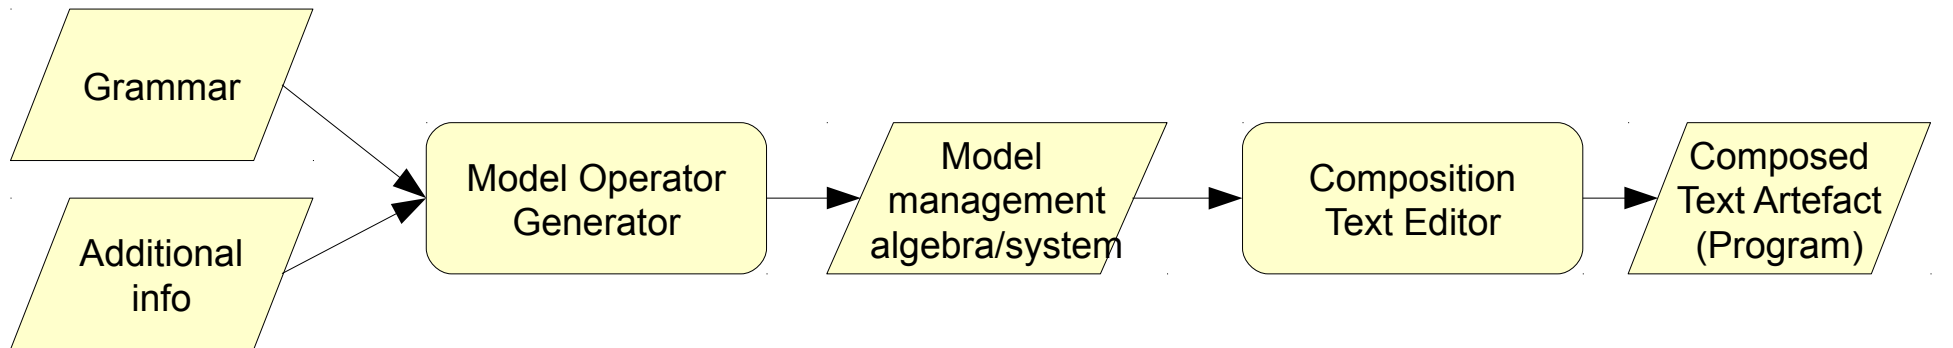 Grammar
Additional
info
Model Operator
Generator
Model
management
algebra/system
Composition
Text Editor
Composed
Text Artefact
(Program)